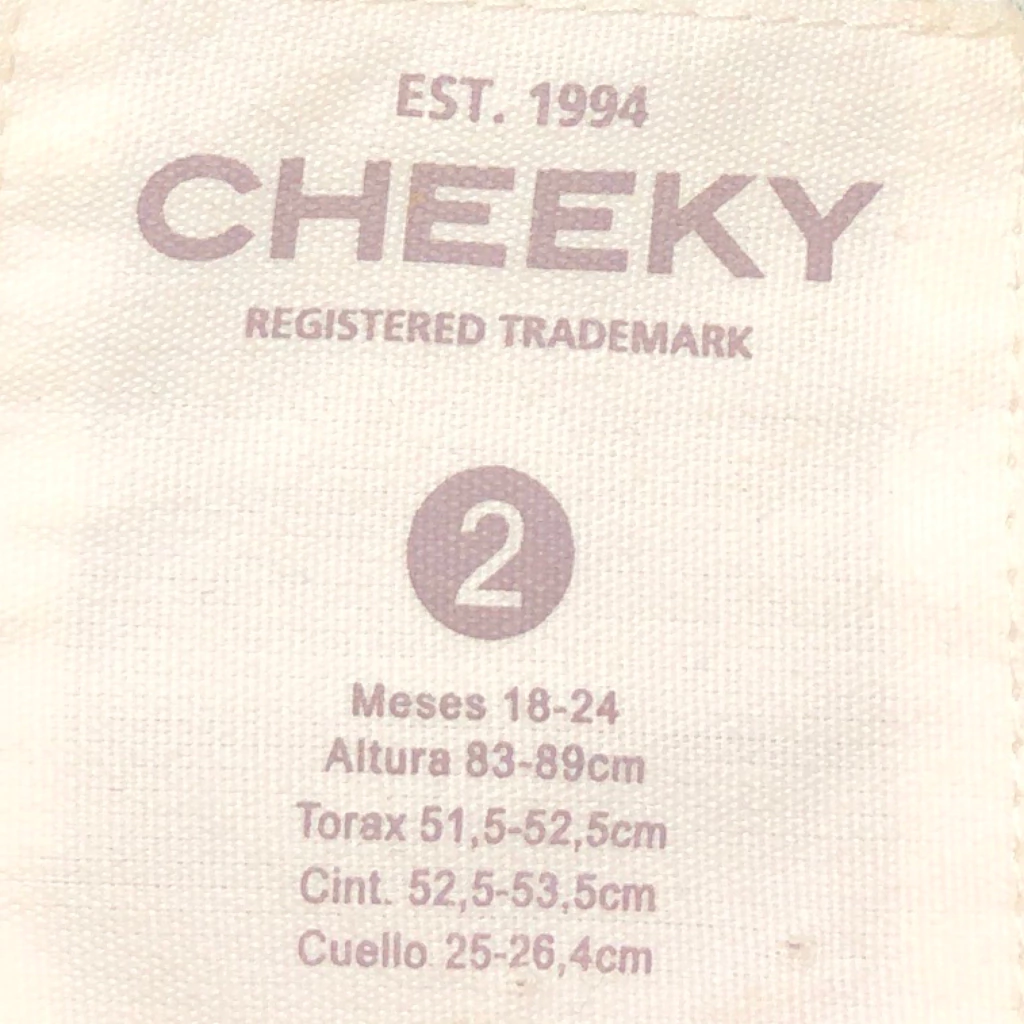 EST. 1994
CHEEKY
REGISTERED TRADEMARK
2
Meses 18-24
Altura 83-89cm
Torax 51,5-52,5cm
Cint. 52,5-53,5cm
Cuello 25-26,4cm